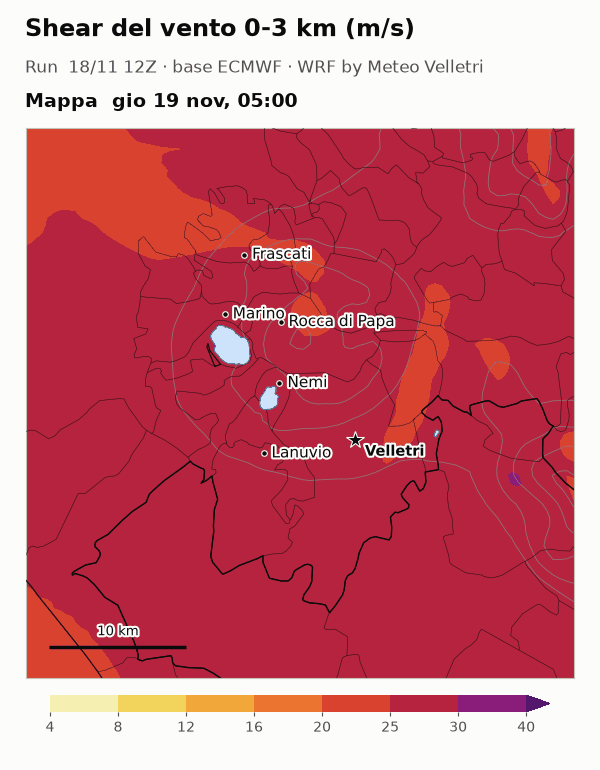 Shear del vento 0-3 km (m/s)
Run 18/11 12Z · base ECMWF · WRF by Meteo Velletri
Mappa gio 19 nov, 05:00
Frascati
Marino
Rocca di Papa
Nemi
Velletri
Lanuvio
10 km
4 8 12 16 20 25 30 40